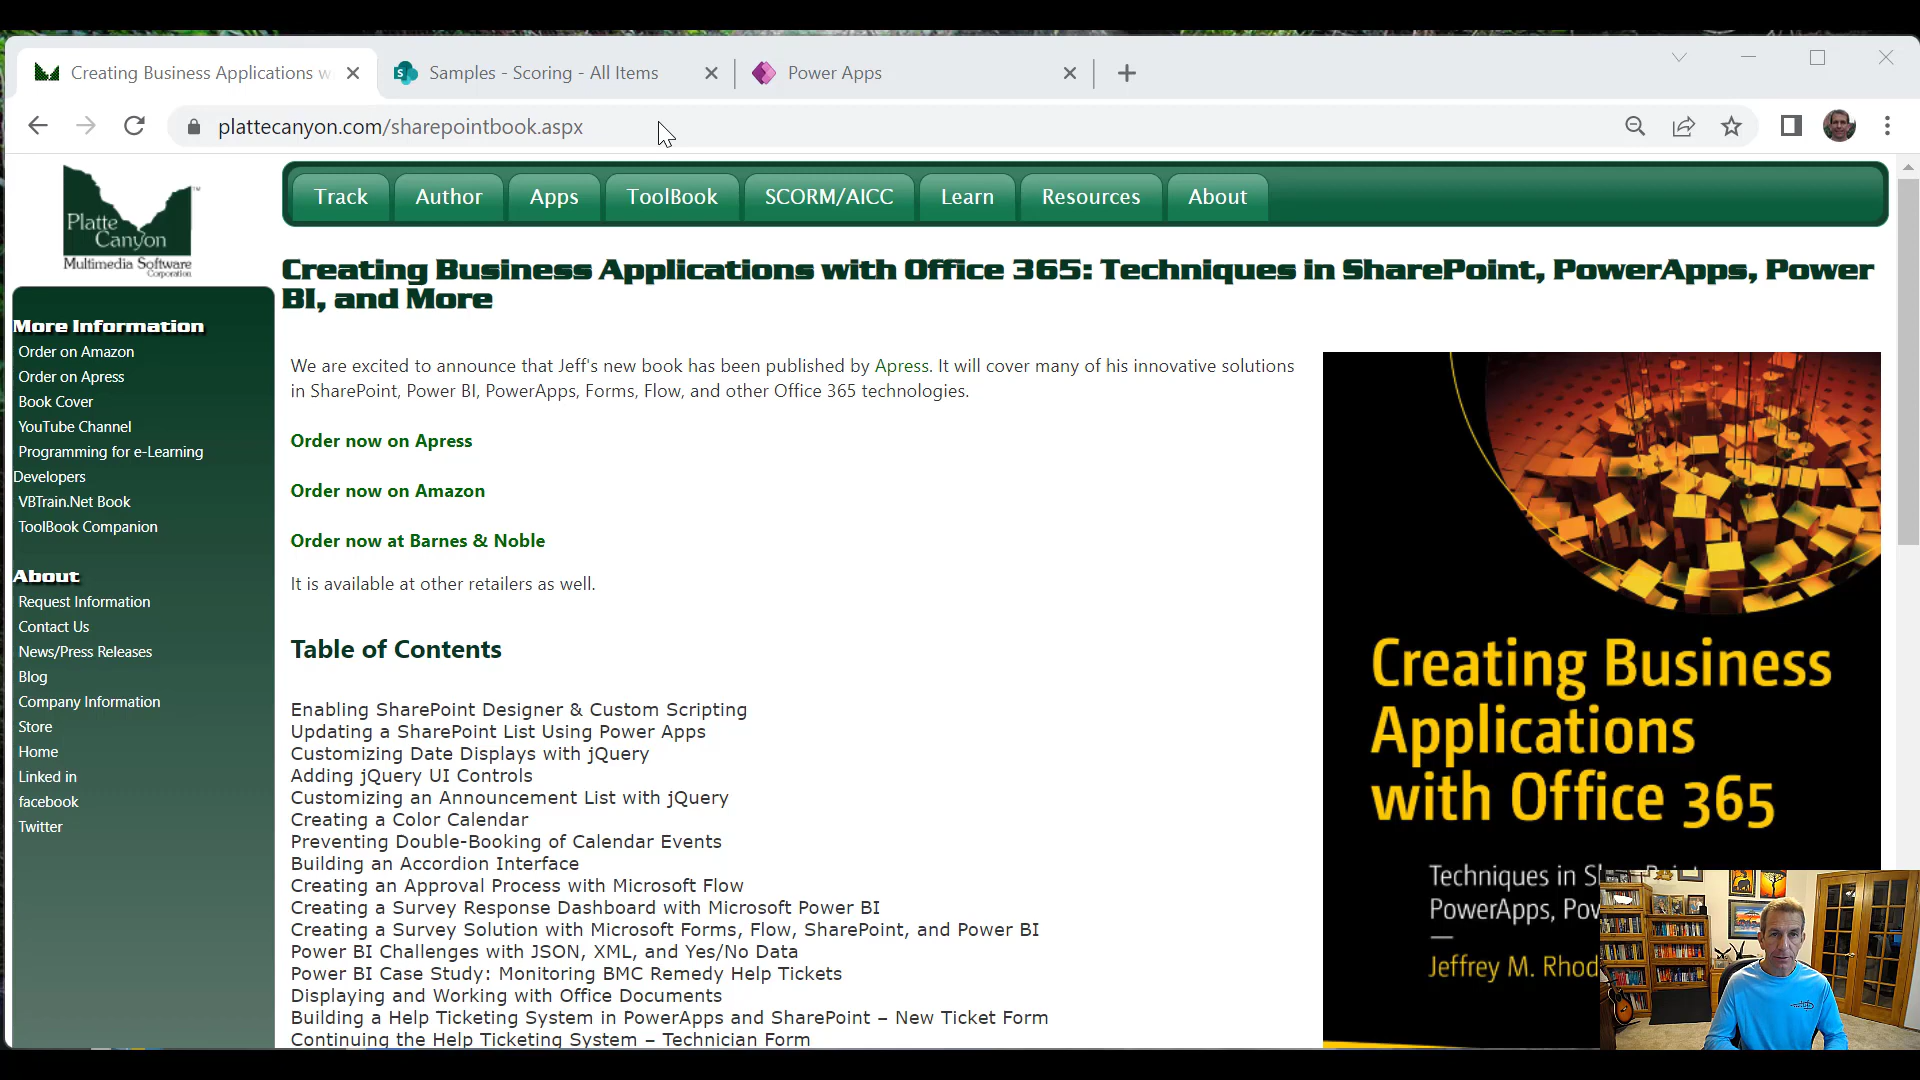 Creating Business Applications w
Samples - Scoring - All Items
Power Apps
plattecanyon.com/sharepointbook.aspx
Platte
Canyon
Multimedia Software
Corporation
Track
Author
Apps
ToolBook
SCORM/AICC
Learn
Resources
About
Creating Business Applications with Office 365: Techniques in SharePoint, PowerApps, Power
BI, and More
More Information
Order on Amazon
Order on Apress
Book Cover
YouTube Channel
Programming for e-Learning
Developers
VBTrain.Net Book
ToolBook Companion
About
Request Information
Contact Us
News/Press Releases
Blog
Company Information
Store
Home
Linked in
facebook
Twitter
We are excited to announce that Jeff's new book has been published by Apress. It will cover many of his innovative solutions
in SharePoint, Power BI, PowerApps, Forms, Flow, and other Office 365 technologies.
Order now on Apress
Order now on Amazon
Order now at Barnes & Noble
It is available at other retailers as well.
Table of Contents
Enabling SharePoint Designer & Custom Scripting
Updating a SharePoint List Using Power Apps
Customizing Date Displays with jQuery
Adding jQuery UI Controls
Customizing an Announcement List with jQuery
Creating a Color Calendar
Preventing Double-Booking of Calendar Events
Building an Accordion Interface
Creating an Approval Process with Microsoft Flow
Creating a Survey Response Dashboard with Microsoft Power BI
Creating a Survey Solution with Microsoft Forms, Flow, SharePoint, and Power BI
Power BI Challenges with JSON, XML, and Yes/No Data
Power BI Case Study: Monitoring BMC Remedy Help Tickets
Displaying and Working with Office Documents
Building a Help Ticketing System in PowerApps and SharePoint – New Ticket Form
Continuing the Help Ticketing System – Technician Form
Creating Business
Applications
with Office 365
Techniques in
PowerApps,
Jeffrey M.